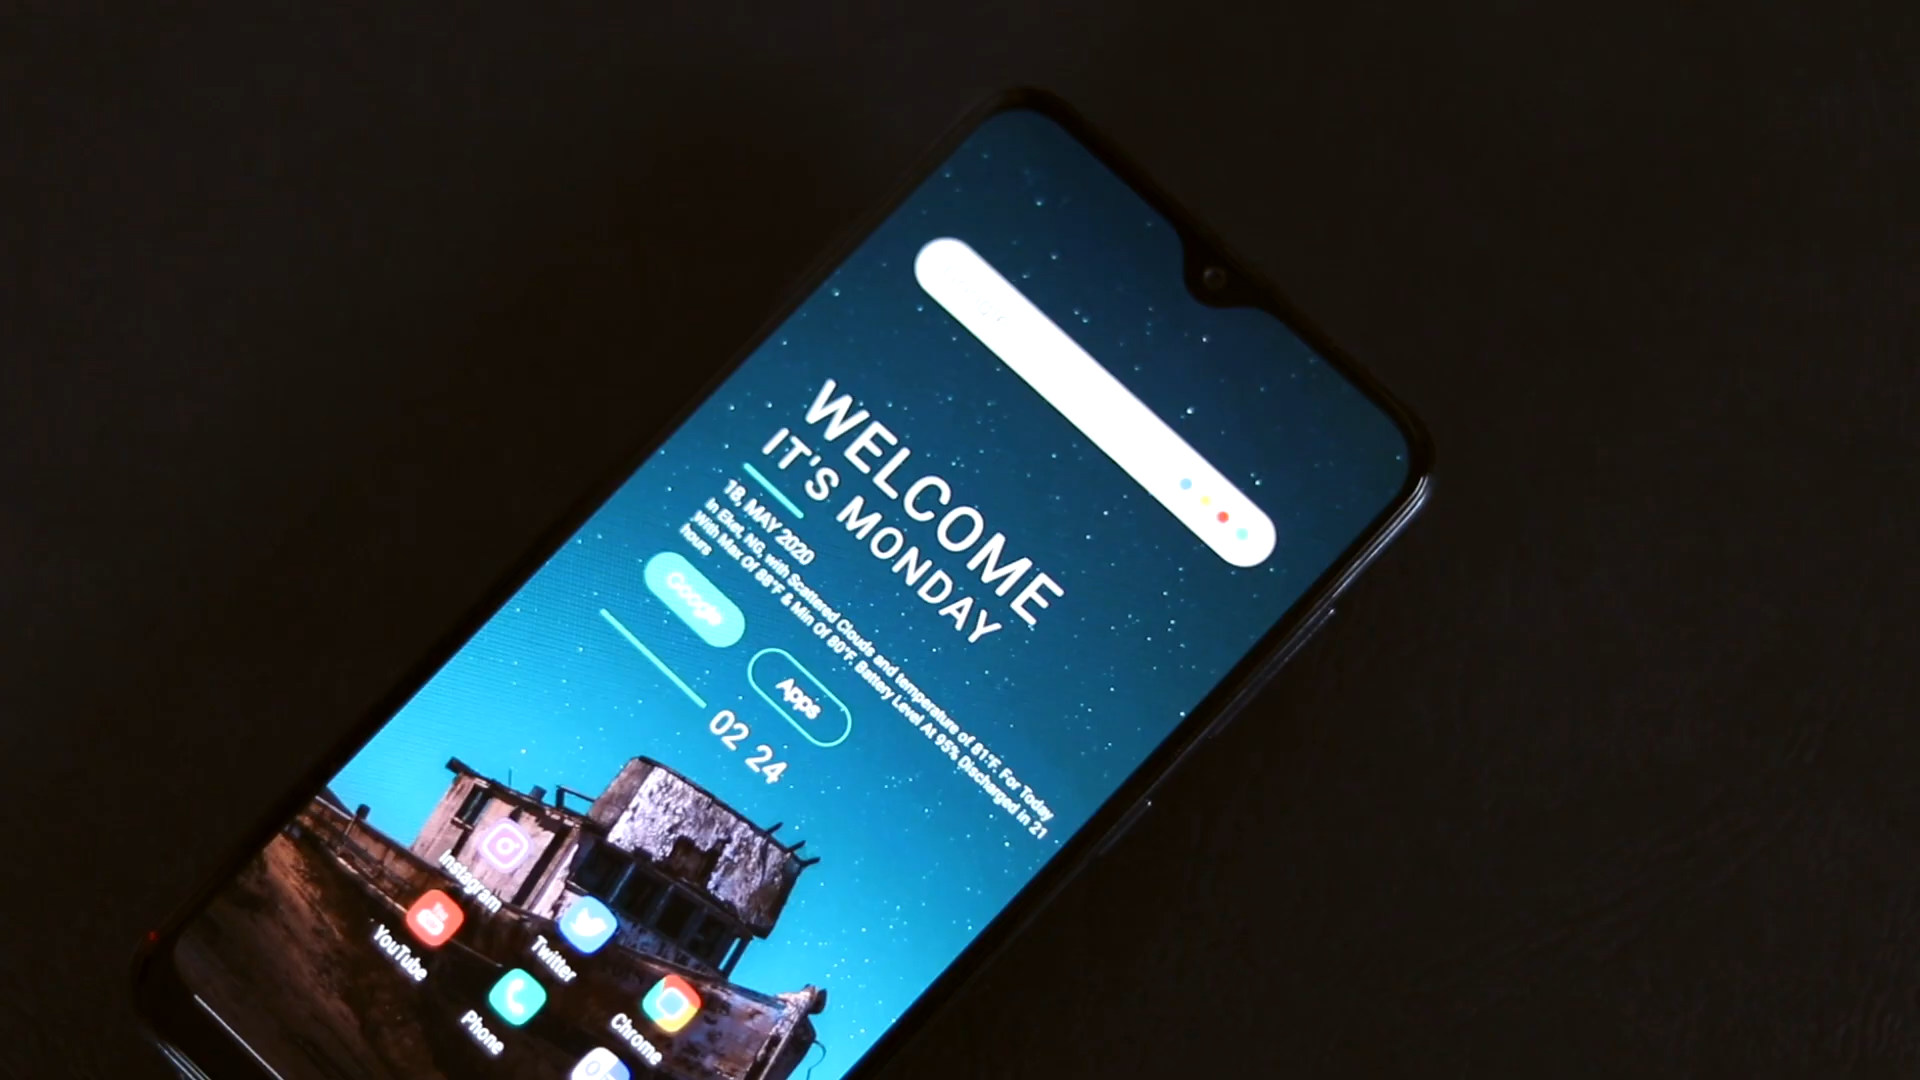 WELCOME
IT'S MONDAY
18, MAY 2020
In Eket, NG, with Scattered Clouds and temperature of 81°F. For Today
With Max Of 88°F & Min Of 80°F. Battery Level At 95% Discharged in 21
hours
Google
Apps
02 24
Instagram
YouTube
Twitter
Phone
Chrome